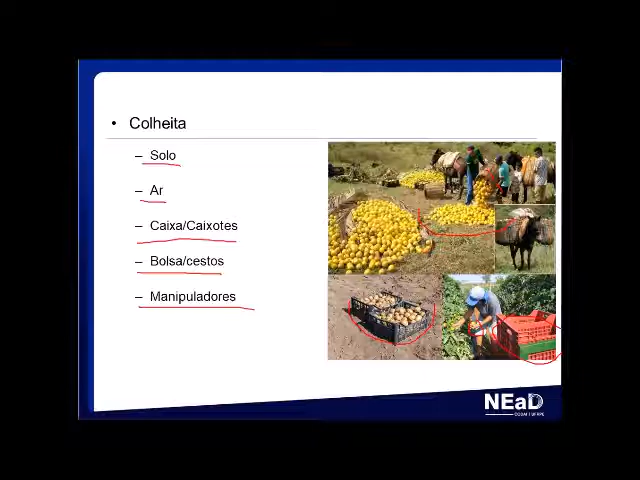 • Colheita
– Solo
– Ar
– Caixa/Caixotes
– Bolsa/cestos
– Manipuladores
NEaD